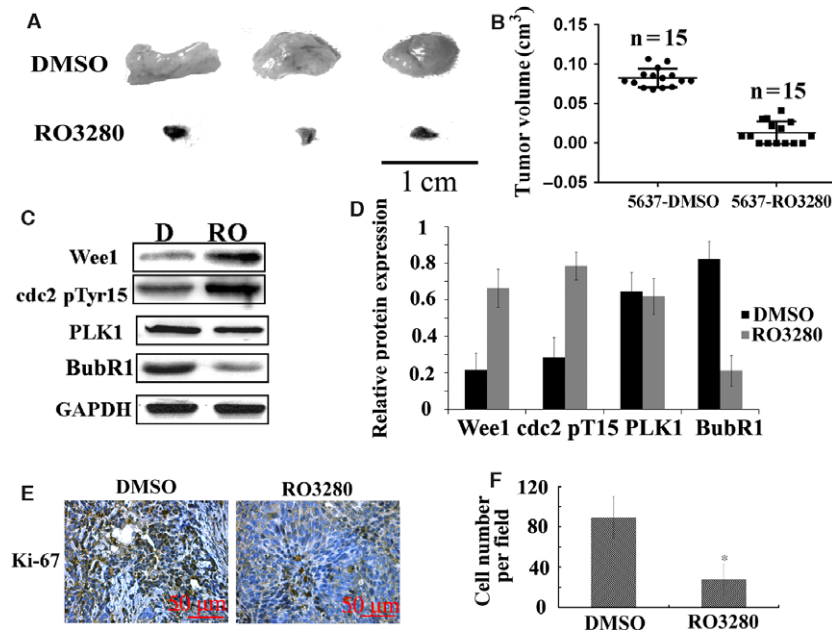 A
DMSO
RO3280
1 cm
B
Tumor volume (cm³)
0.15
0.10
0.05
0.00
−0.05
n=15
n=15
5637-DMSO 5637-RO3280
C
D RO
Wee1
cdc2 pTyr15
PLK1
BubR1
GAPDH
D
Relative protein expression
1
0.8
0.6
0.4
0.2
0
DMSO
RO3280
Wee1 cdc2 pT15 PLK1 BubR1
E
DMSO RO3280
Ki-67
50 µm 50 µm
F
Cell number
per field
120
80
40
0
*
DMSO RO3280